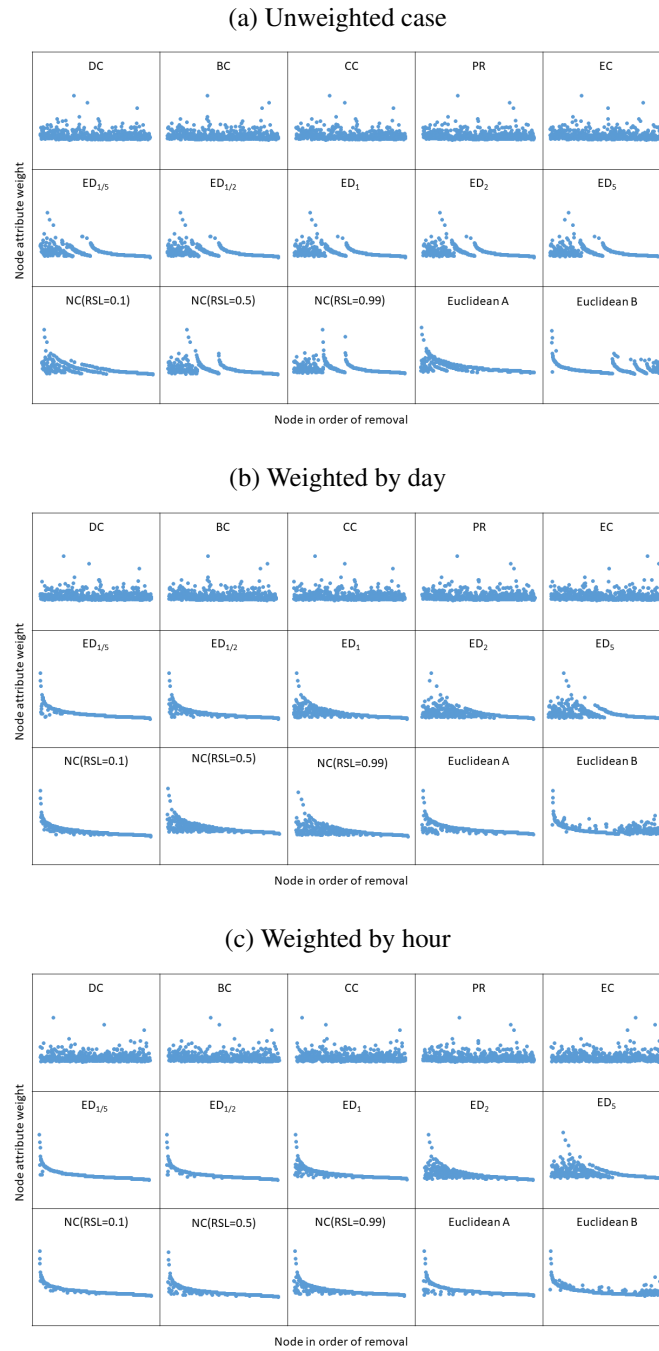 (a) Unweighted case
DC BC CC PR EC
ED1/5 ED1/2 ED1 ED2 ED5
NC(RSL=0.1) NC(RSL=0.5) NC(RSL=0.99) Euclidean A Euclidean B
Node attribute weight
Node in order of removal
(b) Weighted by day
DC BC CC PR EC
ED1/5 ED1/2 ED1 ED2 ED5
NC(RSL=0.1) NC(RSL=0.5) NC(RSL=0.99) Euclidean A Euclidean B
Node attribute weight
Node in order of removal
(c) Weighted by hour
DC BC CC PR EC
ED1/5 ED1/2 ED1 ED2 ED5
NC(RSL=0.1) NC(RSL=0.5) NC(RSL=0.99) Euclidean A Euclidean B
Node attribute weight
Node in order of removal